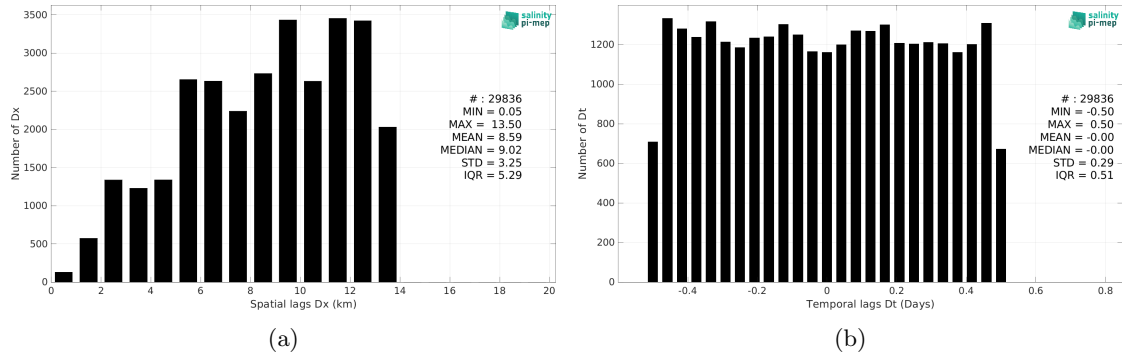 3500
3000
2500
2000
1500
1000
500
0
Number of Dx
0 2 4 6 8 10 12 14 16 18 20
Spatial lags Dx (km)
salinity
pi-mep
# : 29836
MIN = 0.05
MAX = 13.50
MEAN = 8.59
MEDIAN = 9.02
STD = 3.25
IQR = 5.29
(a)
1200
1000
800
600
400
200
0
Number of Dt
-0.4 -0.2 0 0.2 0.4 0.6 0.8
Temporal lags Dt (Days)
salinity
pi-mep
# : 29836
MIN = -0.50
MAX = 0.50
MEAN = -0.00
MEDIAN = -0.00
STD = 0.29
IQR = 0.51
(b)